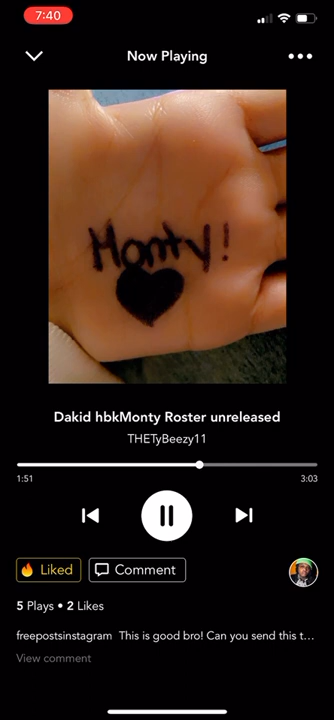 7:40
Now Playing
Monty!
Dakid hbkMonty Roster unreleased
THETyBeezy11
1:51
3:03
Liked
Comment
5 Plays • 2 Likes
freepostsinstagram This is good bro! Can you send this t...
View comment